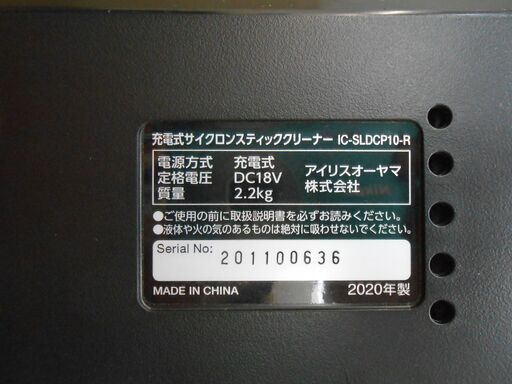 充電式サイクロンスティッククリーナー IC-SLDCP10-R
電源方式 充電式
定格電圧 DC18V
質量 2.2kg
アイリスオーヤマ
株式会社
●ご使用の前に取扱説明書を必ずお読みください。
●液体や火の気のあるものは絶対に吸わせないでください。
Serial No:
201100636
MADE IN CHINA 2020年製